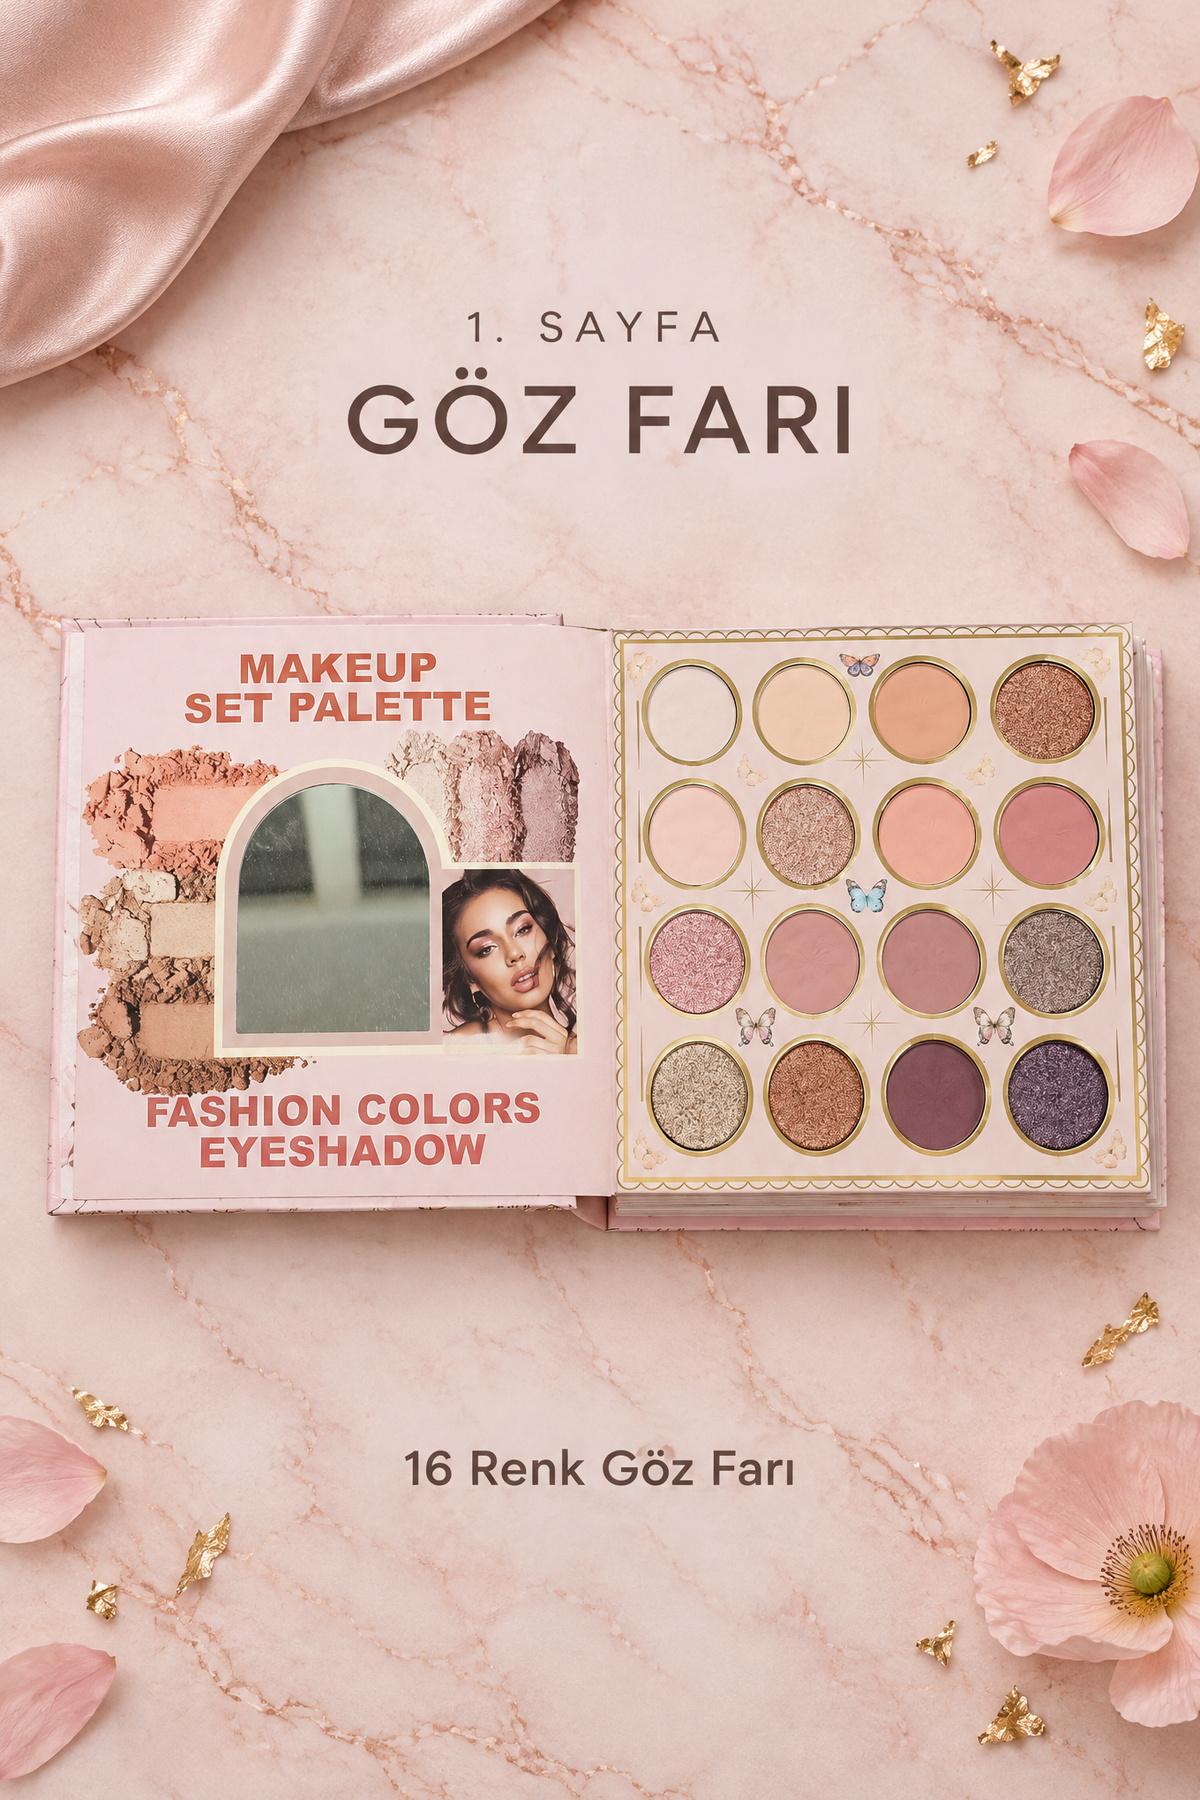 1. SAYFA
GÖZ FARI
MAKEUP
SET PALETTE
FASHION COLORS
EYESHADOW
16 Renk Göz Farı